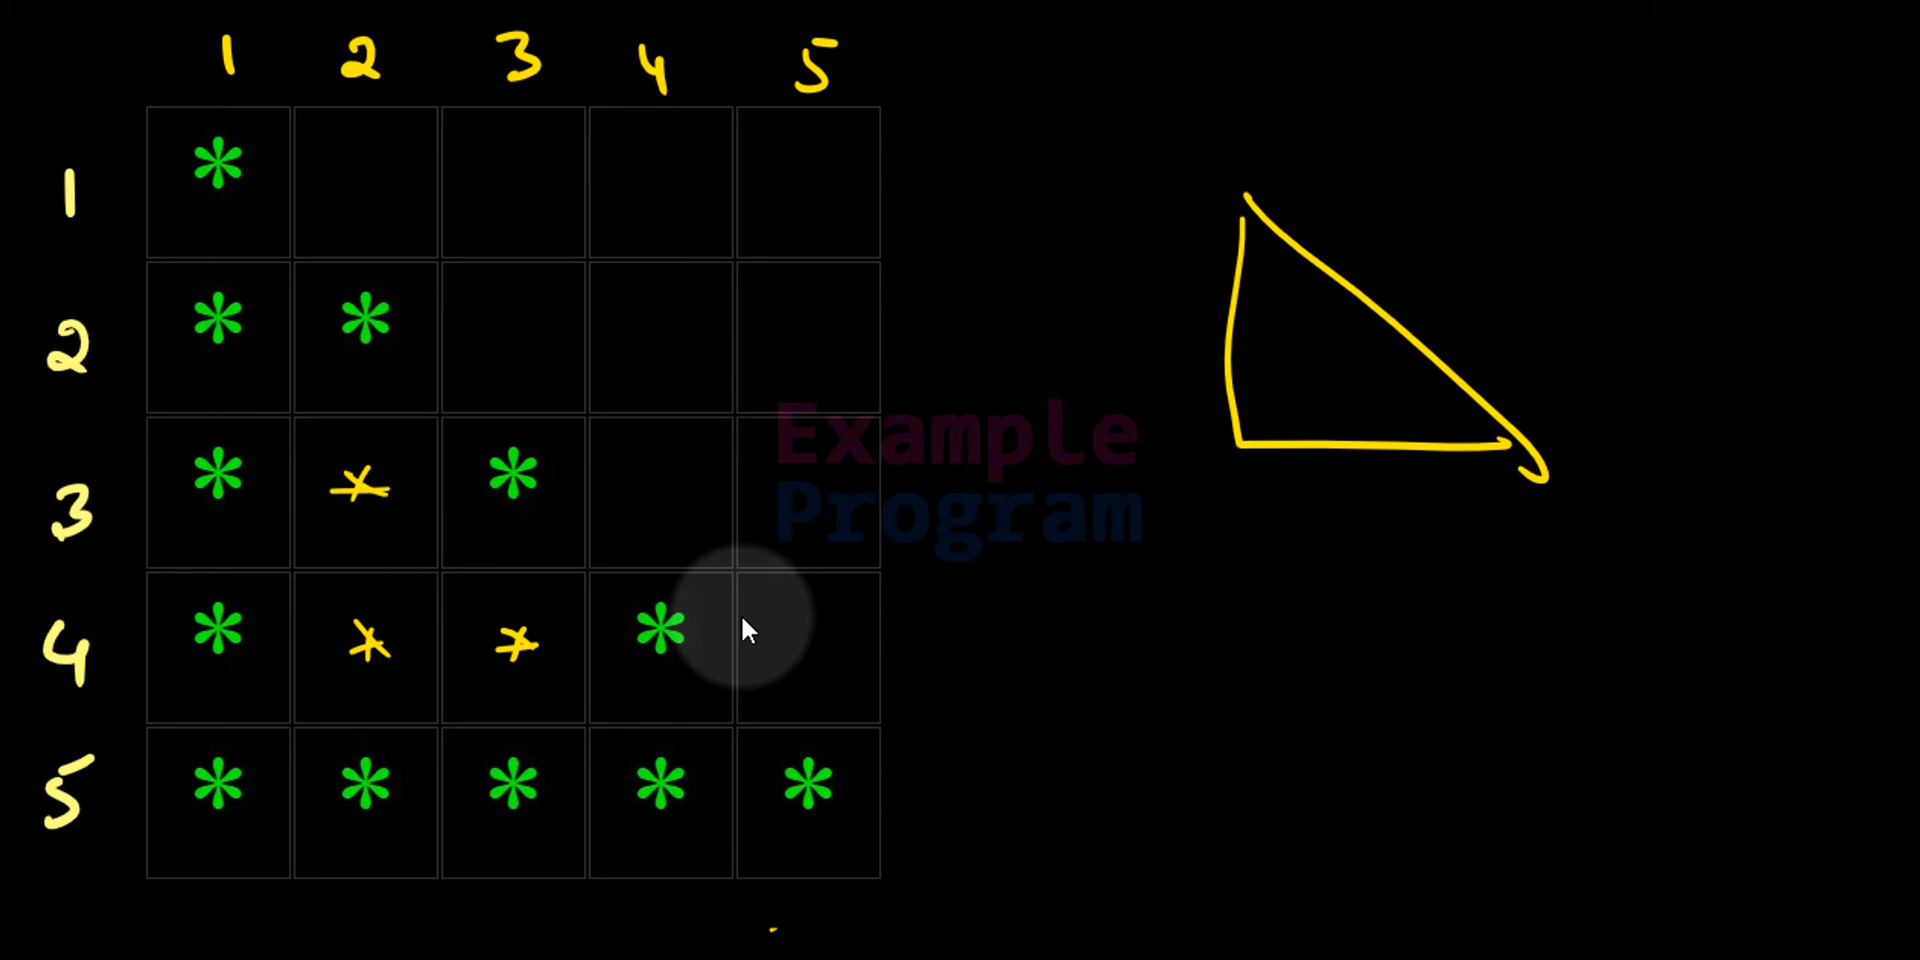 1 2 3 4 5
1 *
2 * *
3 * * *
4 * * * *
5 * * * * *
Example
Program